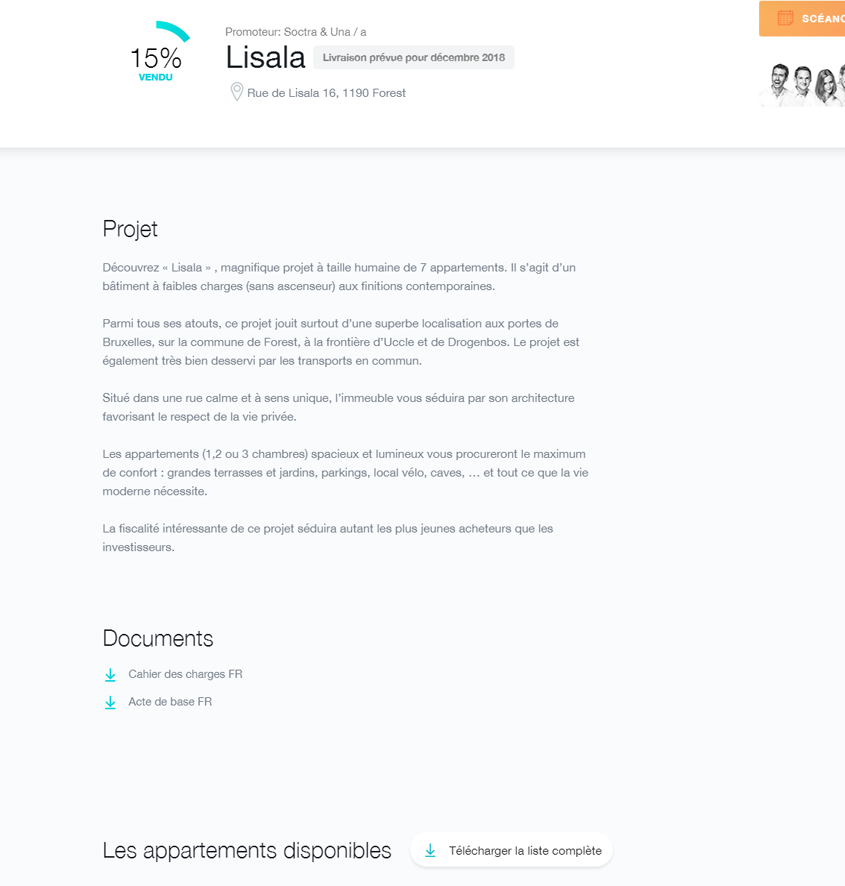 SCÉANC
Promoteur: Soctra & Una / a
15%
VENDU
Lisala
Livraison prévue pour décembre 2018
Rue de Lisala 16, 1190 Forest
Projet
Découvrez « Lisala » , magnifique projet à taille humaine de 7 appartements. Il s’agit d’un
bâtiment à faibles charges (sans ascenseur) aux finitions contemporaines.
Parmi tous ses atouts, ce projet jouit surtout d’une superbe localisation aux portes de
Bruxelles, sur la commune de Forest, à la frontière d’Uccle et de Drogenbos. Le projet est
également très bien desservi par les transports en commun.
Situé dans une rue calme et à sens unique, l’immeuble vous séduira par son architecture
favorisant le respect de la vie privée.
Les appartements (1,2 ou 3 chambres) spacieux et lumineux vous procureront le maximum
de confort : grandes terrasses et jardins, parkings, local vélo, caves, … et tout ce que la vie
moderne nécessite.
La fiscalité intéressante de ce projet séduira autant les plus jeunes acheteurs que les
investisseurs.
Documents
Cahier des charges FR
Acte de base FR
Les appartements disponibles
Télécharger la liste complète